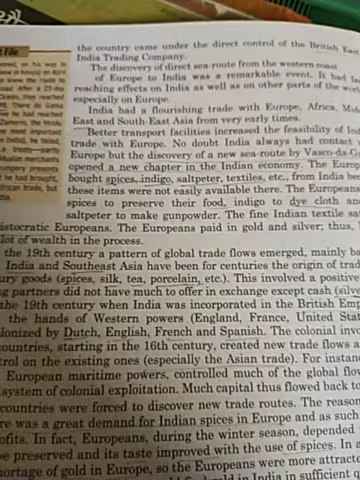 t File
the country came under the direct control of the British East
India Trading Company.
The discovery of direct sea route from the western coast
of Europe to India was a remarkable event. It had
reaching effects on India as well as on other parts of the wor
especially on Europe.
India had a flourishing trade with Europe, Africa, Mid
East and South-East Asia from very early times.
Better transport facilities increased the feasibility of Ind
trade with Europe. No doubt India always had contact
Europe but the discovery of a new sea-route by Vasco-da-G
opened a new chapter in the Indian economy. The Europ
bought spices, indigo, saltpeter, textiles, etc., from India be
these items were not easily available there. The Europeans
spices to preserve their food, indigo to dye cloth an
saltpeter to make gunpowder. The fine Indian textile
istocratic Europeans. The Europeans paid in gold and silver; thus,
lot of wealth in the process.
the 19th century a pattern of global trade flows emerged, mainly ba
India and Southeast Asia have been for centuries the origin of trad
ury goods (spices, silk, tea, porcelain, etc.). This involved a positive
g partners did not have much to offer in exchange except cash (silve
he 19th century when India was incorporated in the British Emp
the hands of Western powers (England, France, United Stat
lonized by Dutch, English, French and Spanish. The colonial inv
ountries, starting in the 16th century, created new trade flows a
trol on the existing ones (especially the Asian trade). For instan
European maritime powers, controlled much of the global flow
system of colonial exploitation. Much capital thus flowed back to
countries were forced to discover new trade routes. The reason
re was a great demand for Indian spices in Europe and as such
ofits. In fact, Europeans, during the winter season, depended
be preserved and its taste improved with the use of spices. In a
ortage of gold in Europe, so the Europeans were more attracte
in India in sufficient q